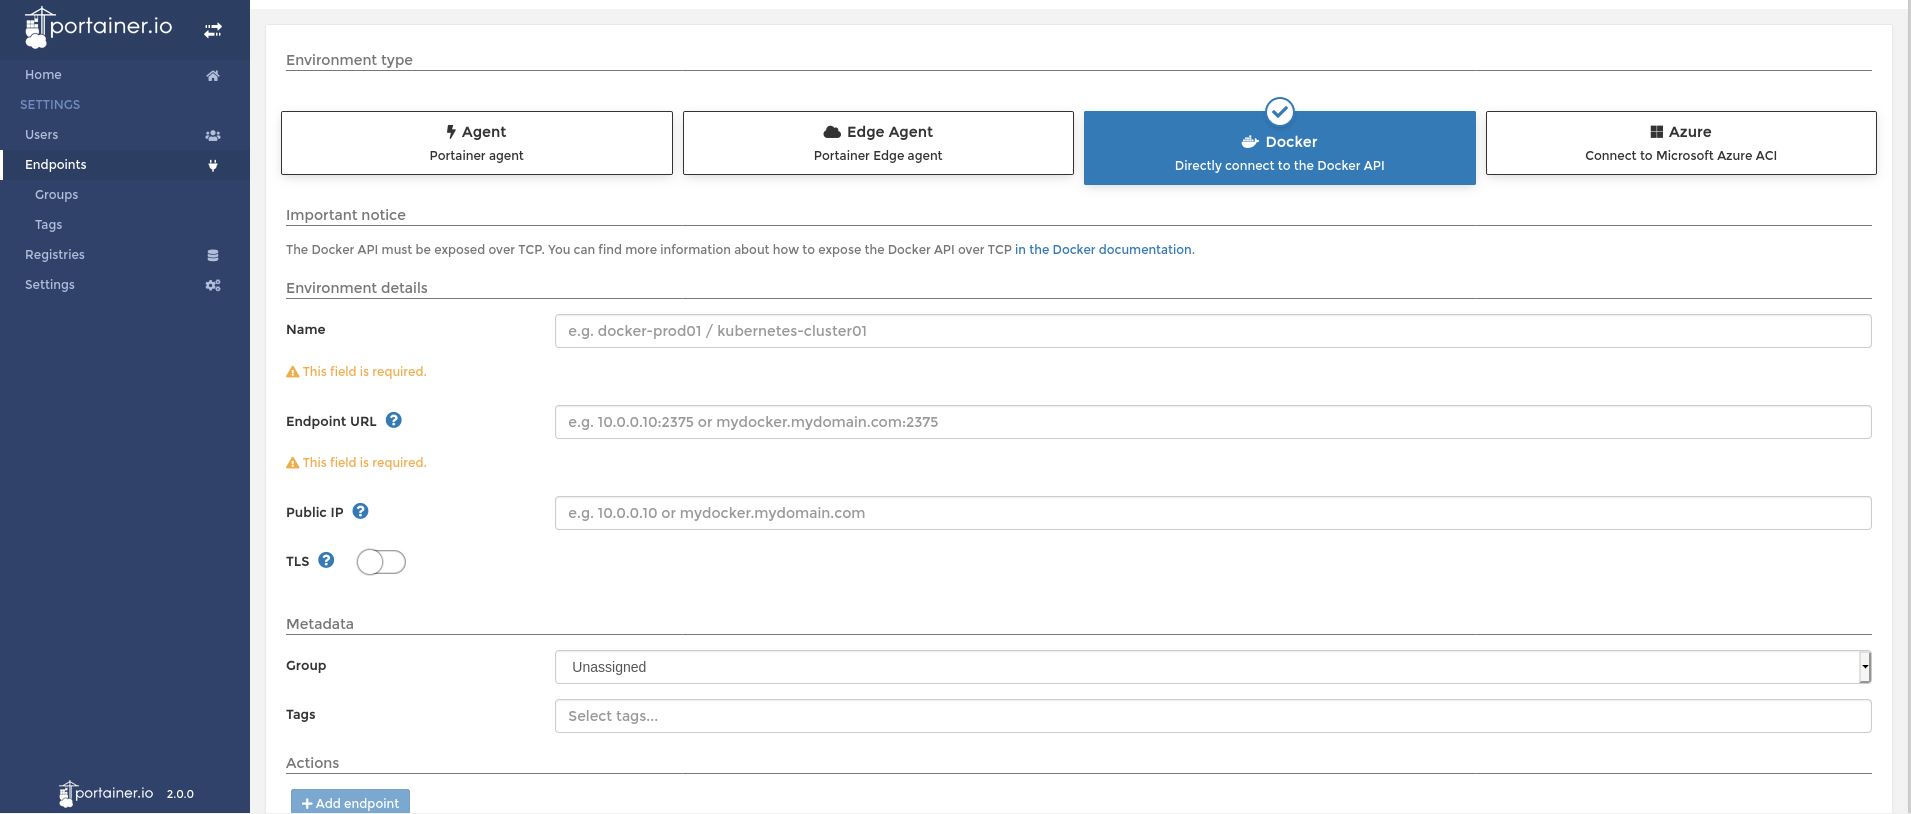 portainer.io
Home
SETTINGS
Users
Endpoints
Groups
Tags
Registries
Settings
portainer.io 2.0.0
Environment type
Agent
Portainer agent
Edge Agent
Portainer Edge agent
Docker
Directly connect to the Docker API
Azure
Connect to Microsoft Azure ACI
Important notice
The Docker API must be exposed over TCP. You can find more information about how to expose the Docker API over TCP in the Docker documentation.
Environment details
Name
e.g. docker-prod01 / kubernetes-cluster01
This field is required.
Endpoint URL
e.g. 10.0.0.10:2375 or mydocker.mydomain.com:2375
This field is required.
Public IP
e.g. 10.0.0.10 or mydocker.mydomain.com
TLS
Metadata
Group
Unassigned
Tags
Select tags...
Actions
+ Add endpoint